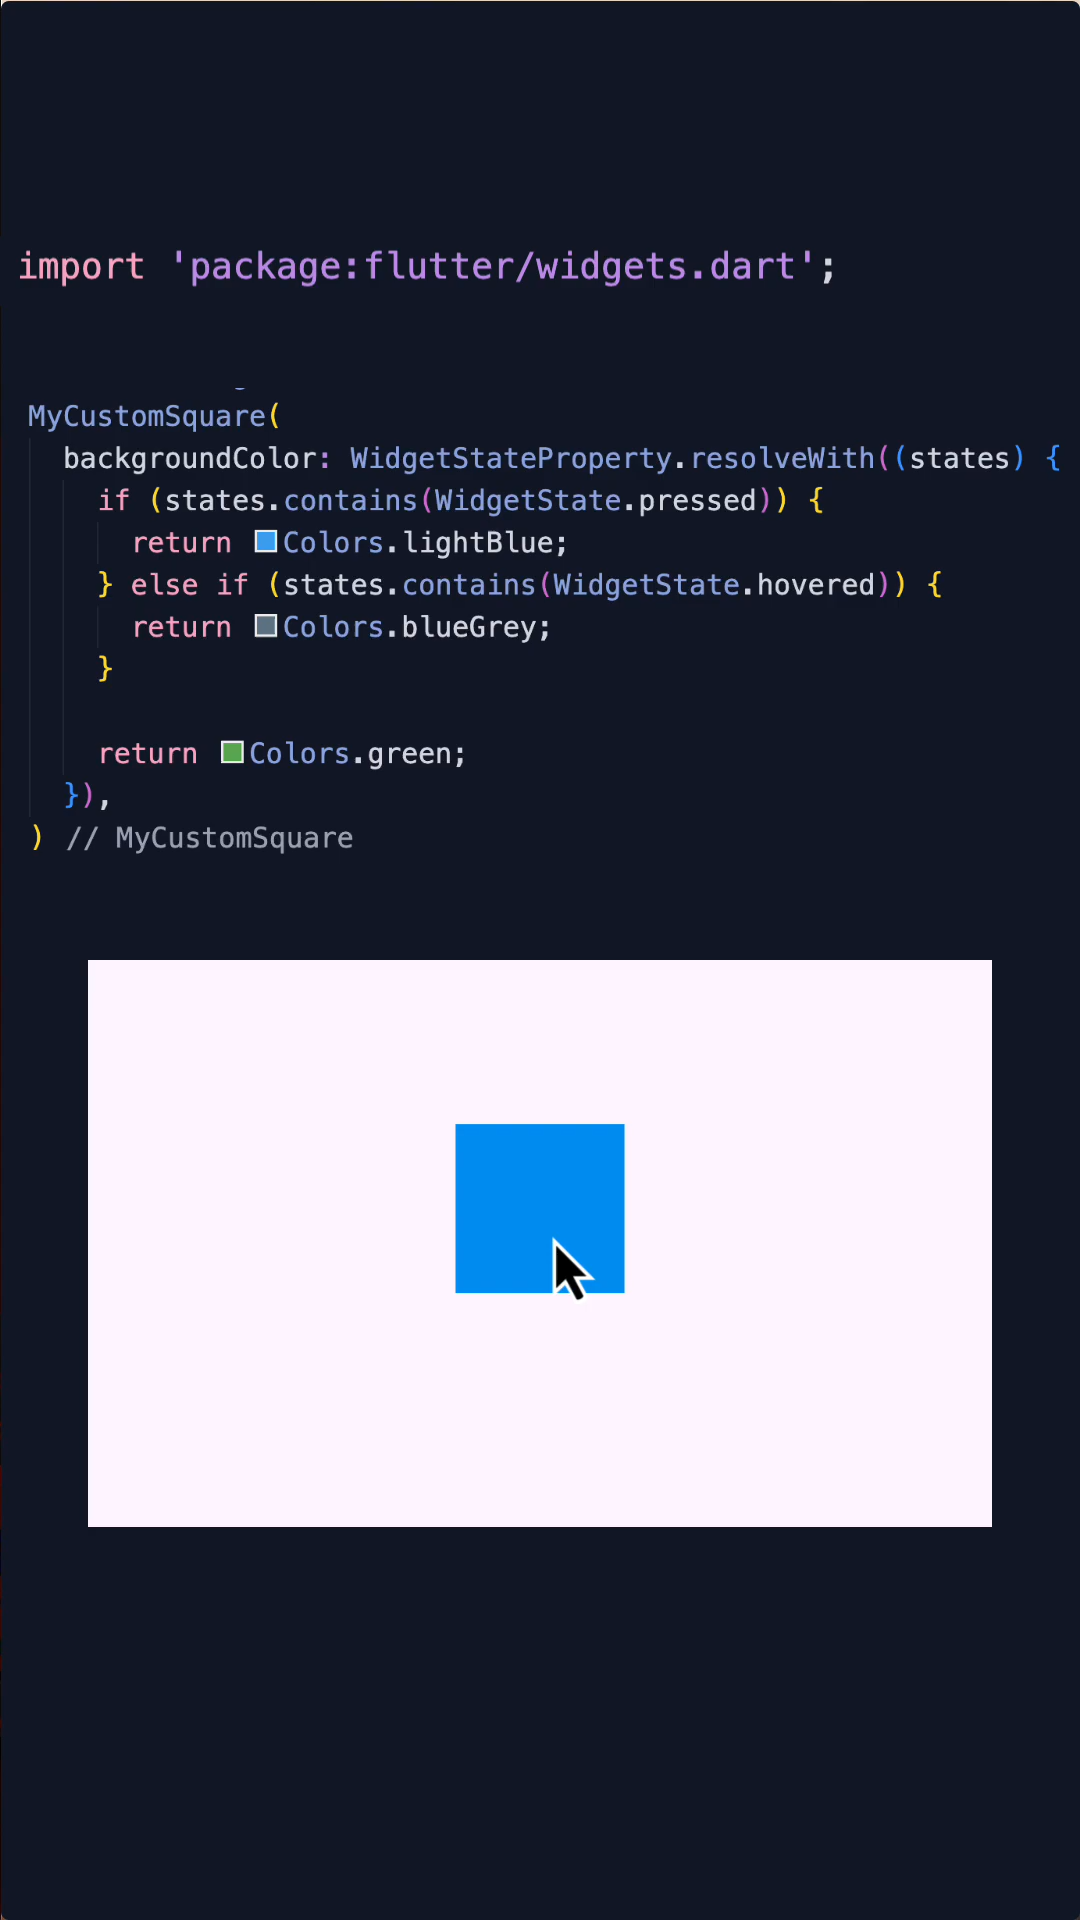 import 'package:flutter/widgets.dart';
MyCustomSquare(
backgroundColor: WidgetStateProperty.resolveWith((states) {
if (states.contains(WidgetState.pressed)) {
return Colors.lightBlue;
} else if (states.contains(WidgetState.hovered)) {
return Colors.blueGrey;
}
return Colors.green;
}),
) // MyCustomSquare